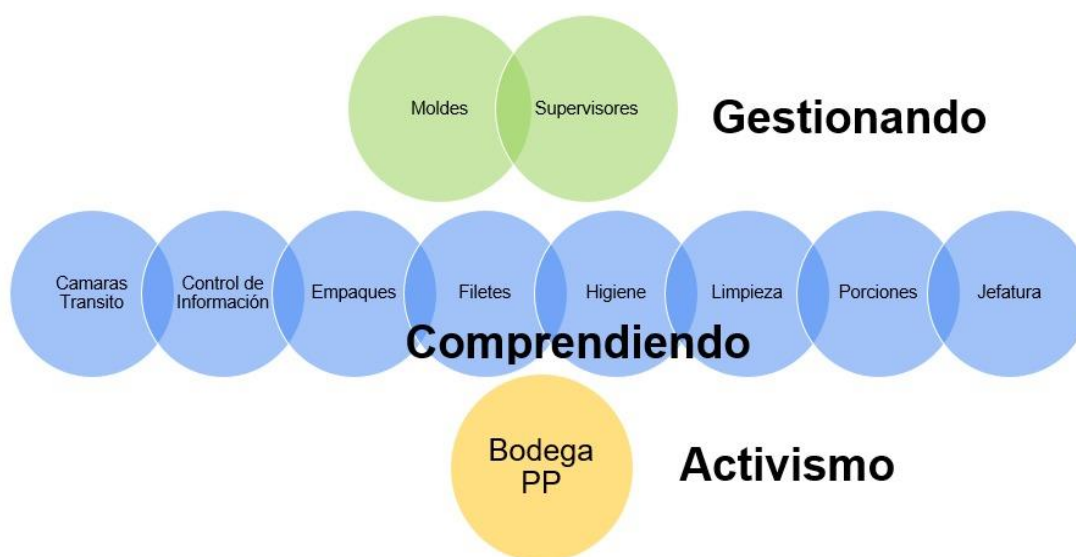 Moldes
Supervisores
Gestionando
Camaras
Transito
Control de
Información
Empaques
Filetes
Higiene
Limpieza
Porciones
Jefatura
Comprendiendo
Bodega
PP
Activismo